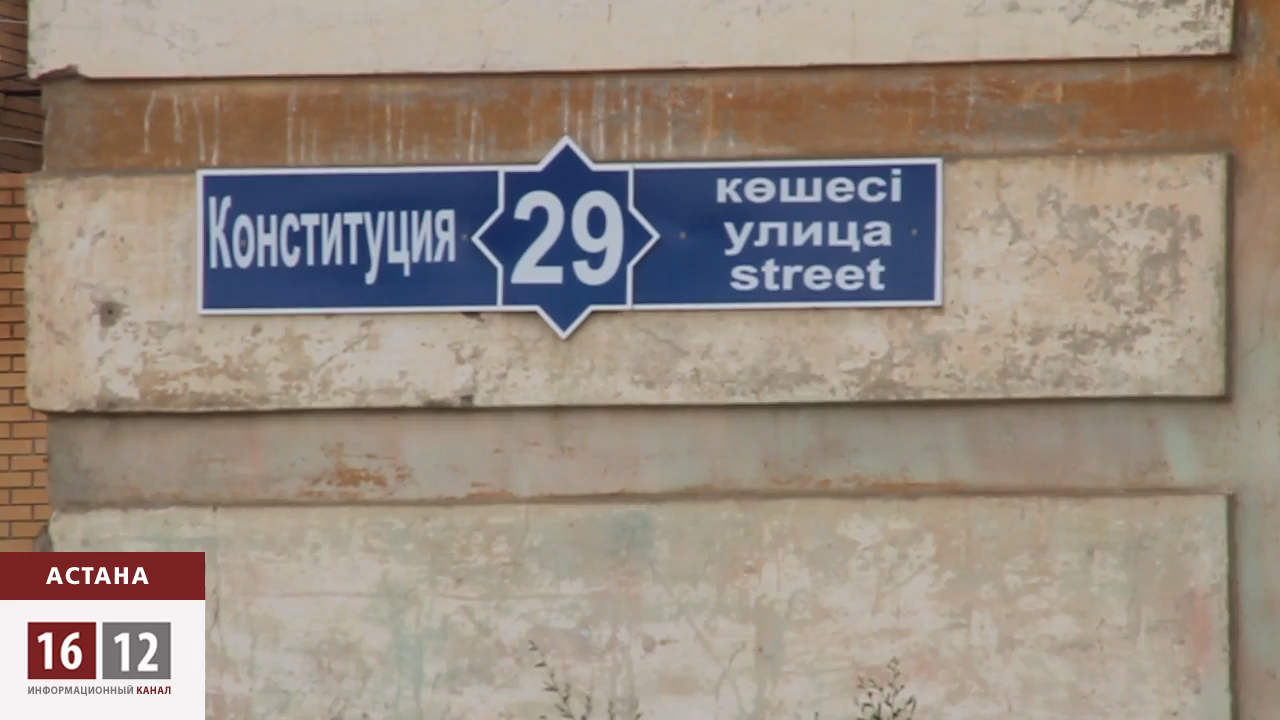 Конституция
29
көшесі
улица
street
АСТАНА
16 12
ИНФОРМАЦИОННЫЙ КАНАЛ